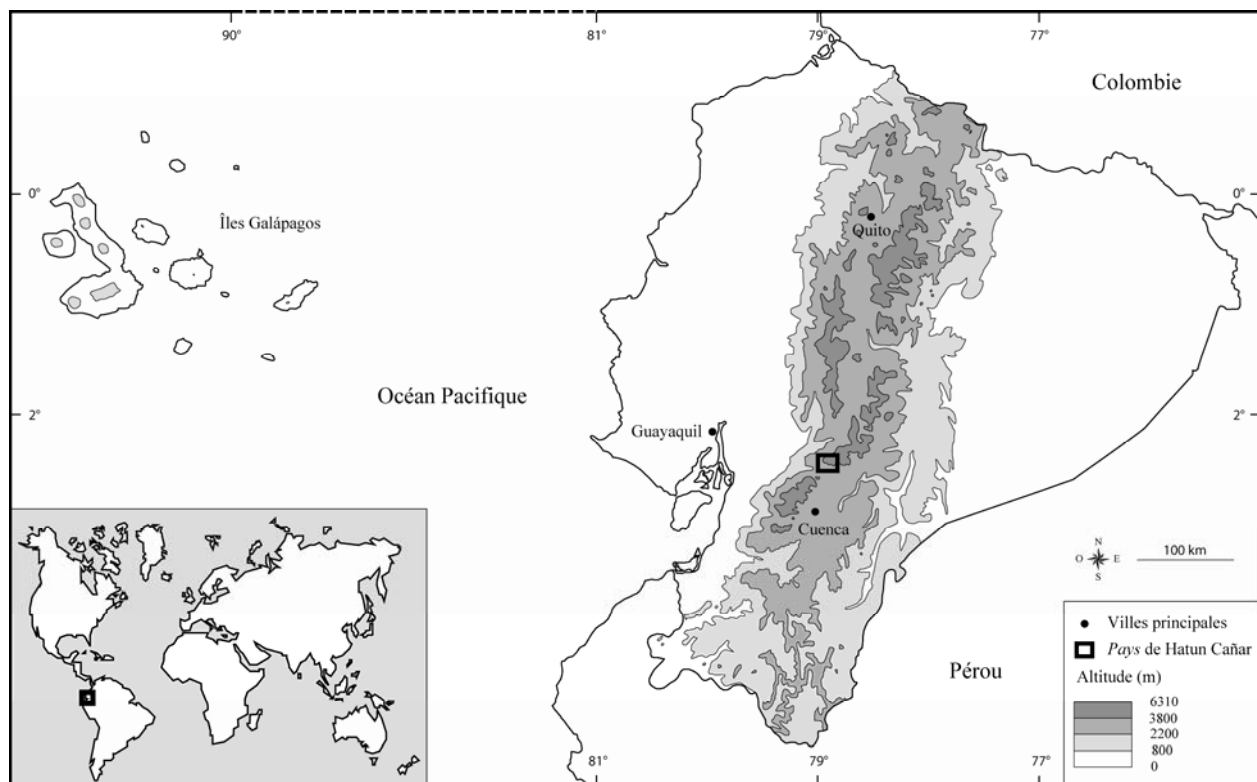 90°
81°
79°
77°
Colombie
0°
0°
Îles Galápagos
Quito
2°
2°
Océan Pacifique
Guayaquil
Cuenca
N
O
E
S
100 km
Villes principales
Pays de Hatun Cañar
Pérou
Altitude (m)
6310
3800
2200
800
0
81°
79°
77°